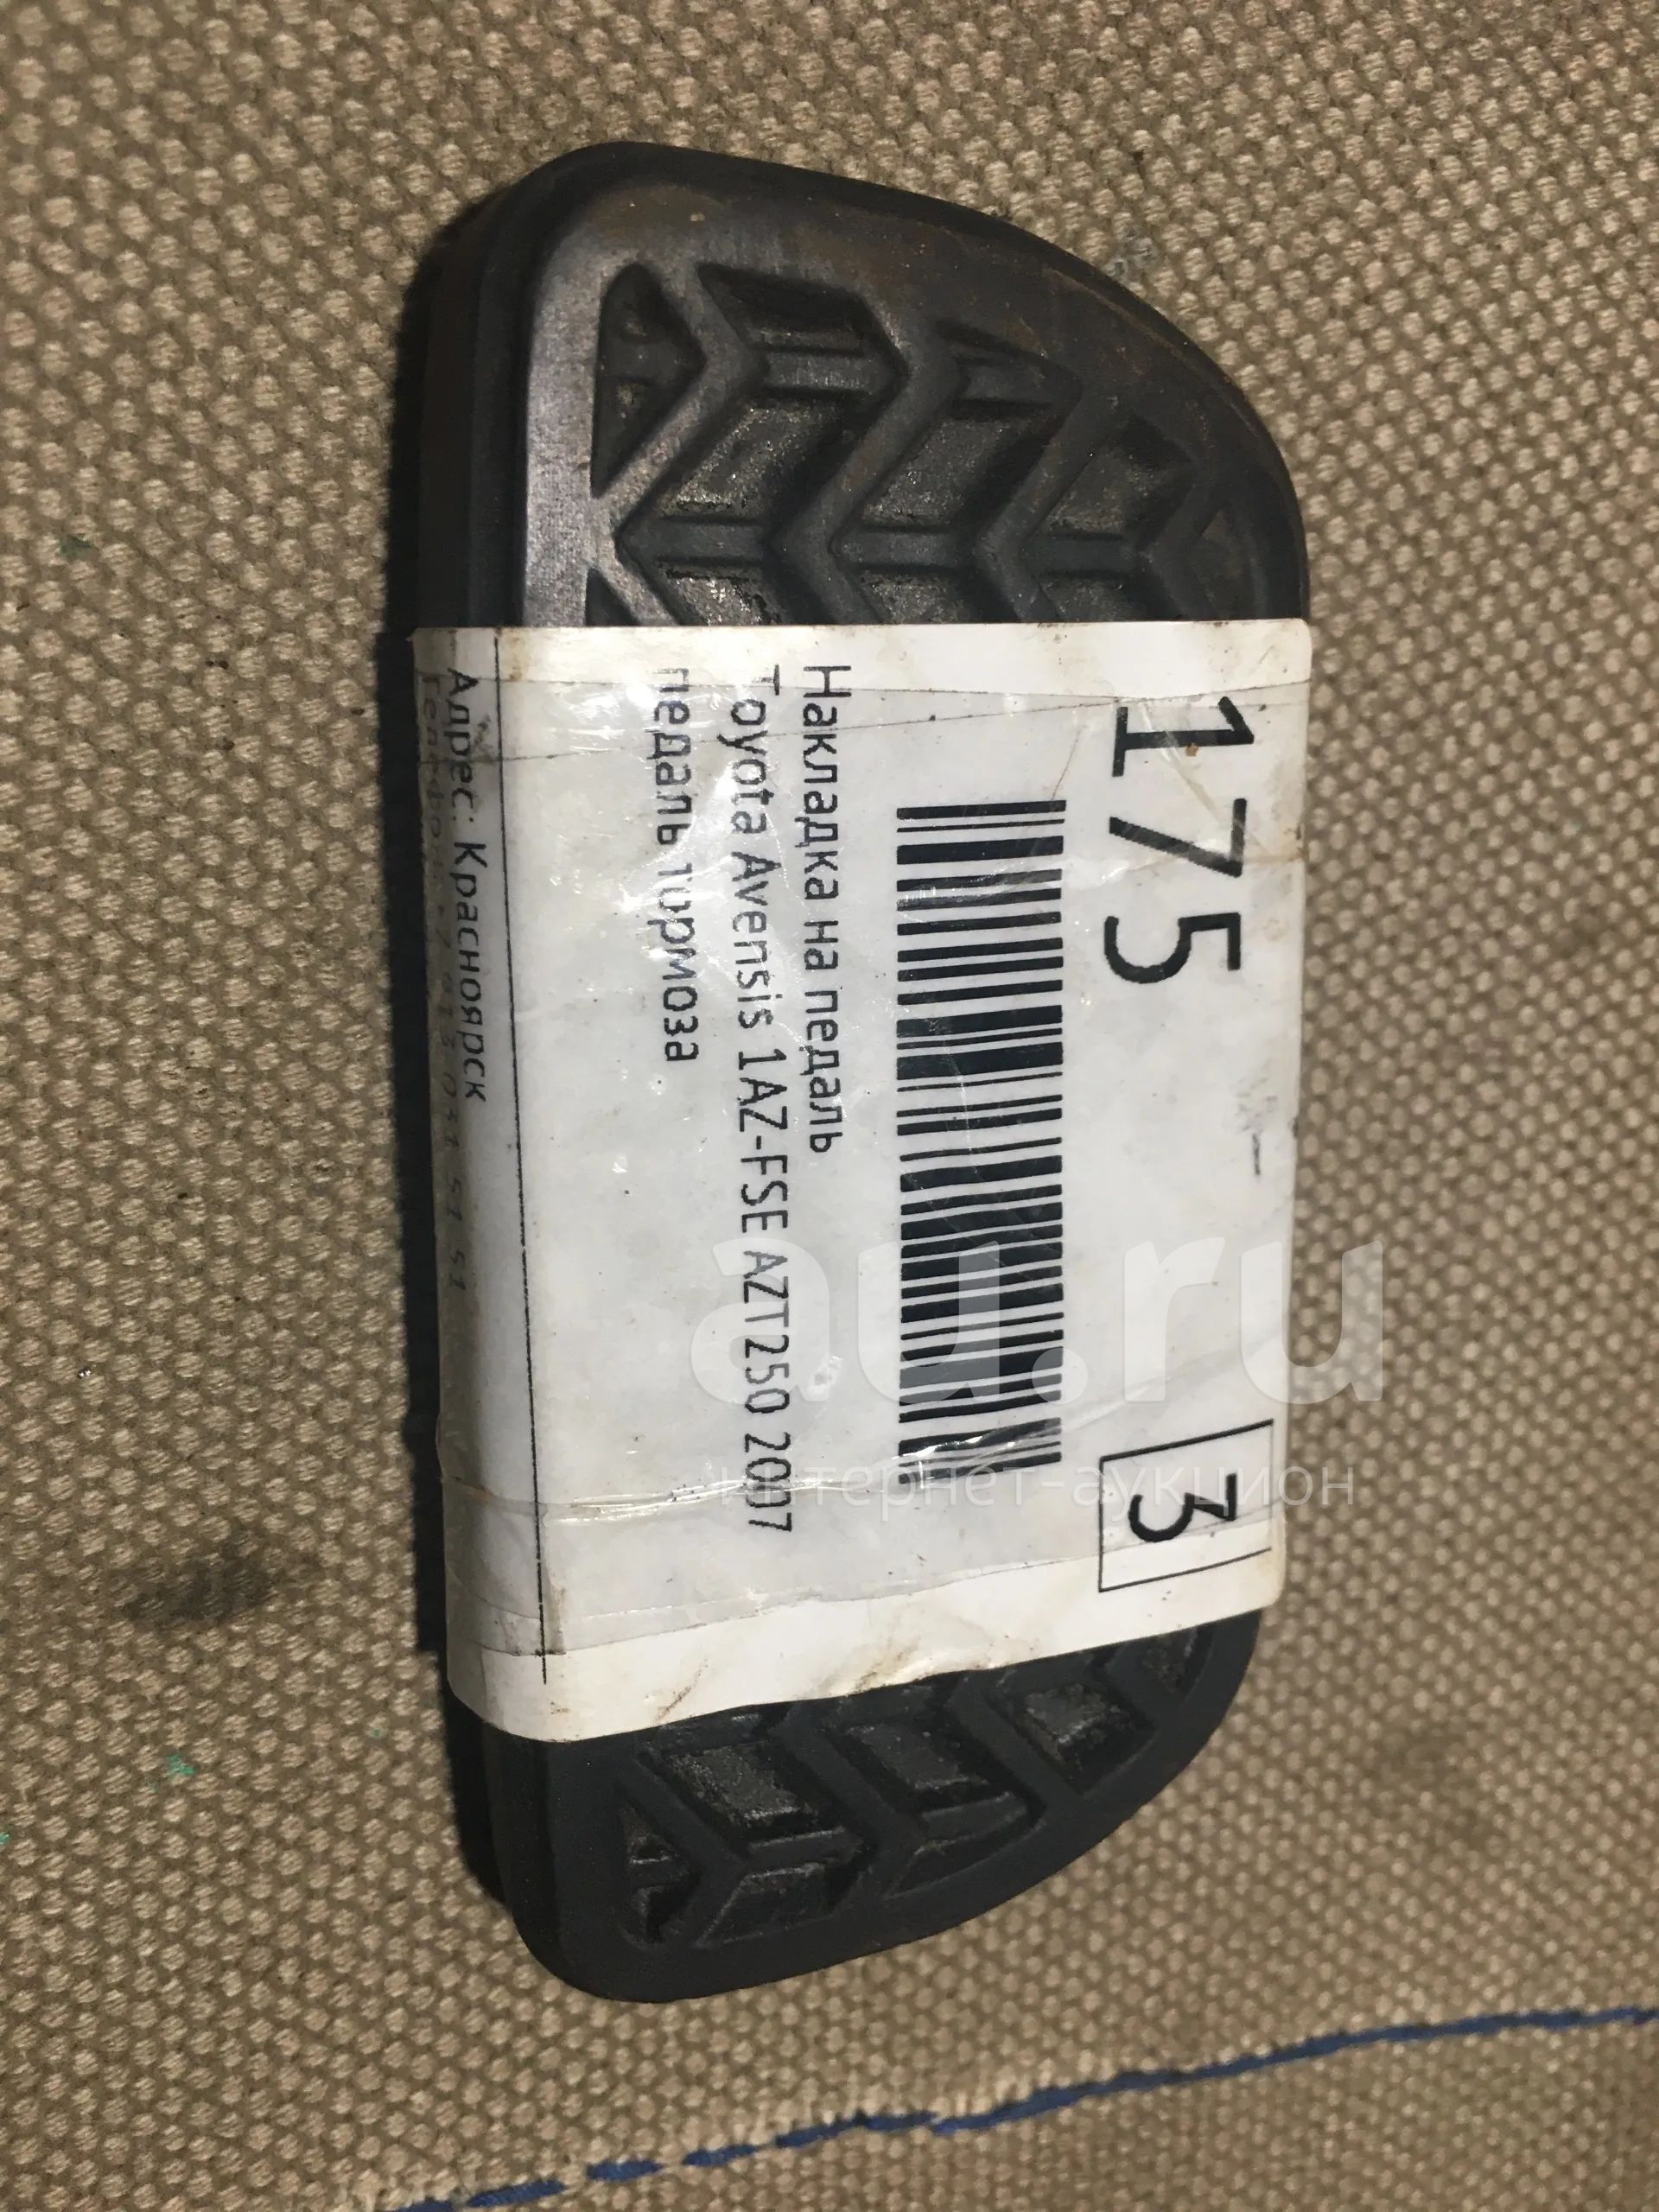 175
3
Накладка на педаль
Toyota Avensis 1AZ-FSE AZT250 2007
педаль тормоза
Адрес: Красноярск
au.ru
интернет-аукцион